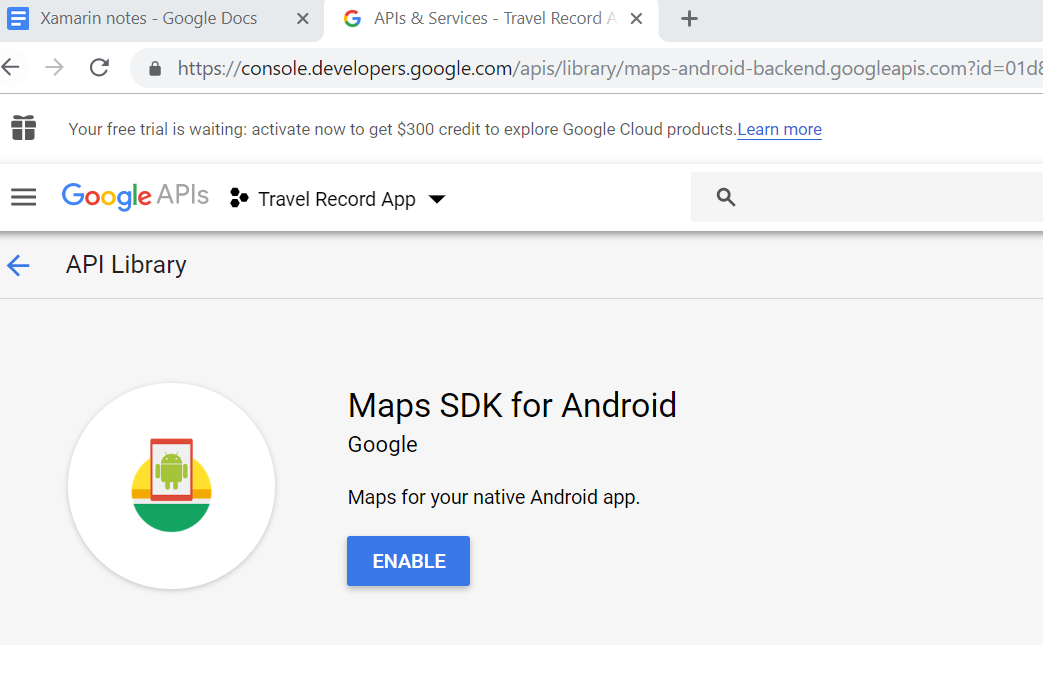 Xamarin notes - Google Docs
APIs & Services - Travel Record A
https://console.developers.google.com/apis/library/maps-android-backend.googleapis.com?id=01d8
Your free trial is waiting: activate now to get $300 credit to explore Google Cloud products. Learn more
Google APIs
Travel Record App
API Library
Maps SDK for Android
Google
Maps for your native Android app.
ENABLE